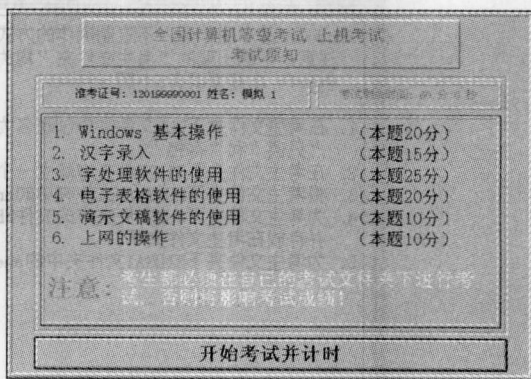 全国计算机等级考试 上机考试
考试须知
准考证号: 120199990001 姓名: 模拟 1
1. Windows 基本操作 (本题20分)
2. 汉字录入 (本题15分)
3. 字处理软件的使用 (本题25分)
4. 电子表格软件的使用 (本题20分)
5. 演示文稿软件的使用 (本题10分)
6. 上网的操作 (本题10分)
注意: 考生都必须在自己的考试文件夹下进行考
试, 否则将影响考试成绩!
开始考试并计时